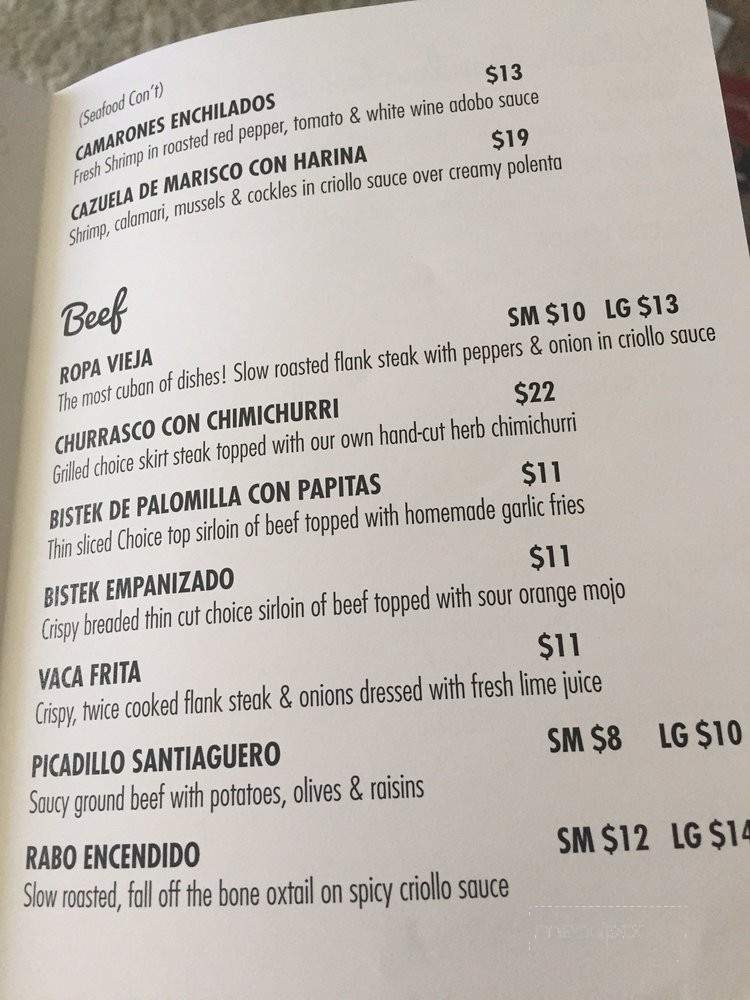 (Seafood Con't)
CAMARONES ENCHILADOS $13
Fresh Shrimp in roasted red pepper, tomato & white wine adobo sauce
CAZUELA DE MARISCO CON HARINA $19
Shrimp, calamari, mussels & cockles in criollo sauce over creamy polenta
Beef
ROPA VIEJA SM $10 LG $13
The most cuban of dishes! Slow roasted flank steak with peppers & onion in criollo sauce
CHURRASCO CON CHIMICHURRI $22
Grilled choice skirt steak topped with our own hand-cut herb chimichurri
BISTEK DE PALOMILLA CON PAPITAS $11
Thin sliced Choice top sirloin of beef topped with homemade garlic fries
BISTEK EMPANIZADO $11
Crispy breaded thin cut choice sirloin of beef topped with sour orange mojo
VACA FRITA $11
Crispy, twice cooked flank steak & onions dressed with fresh lime juice
PICADILLO SANTIAGUERO SM $8 LG $10
Saucy ground beef with potatoes, olives & raisins
RABO ENCENDIDO SM $12 LG $14
Slow roasted, fall off the bone oxtail on spicy criollo sauce
menupix